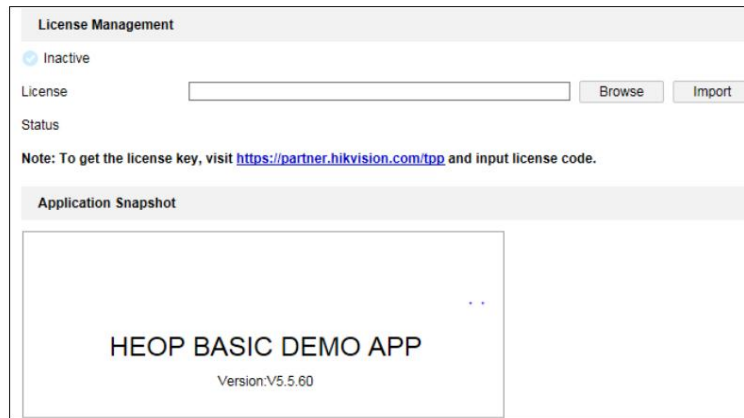 License Management
Inactive
License Browse Import
Status
Note: To get the license key, visit https://partner.hikvision.com/tpp and input license code.
Application Snapshot
HEOP BASIC DEMO APP
Version:V5.5.60